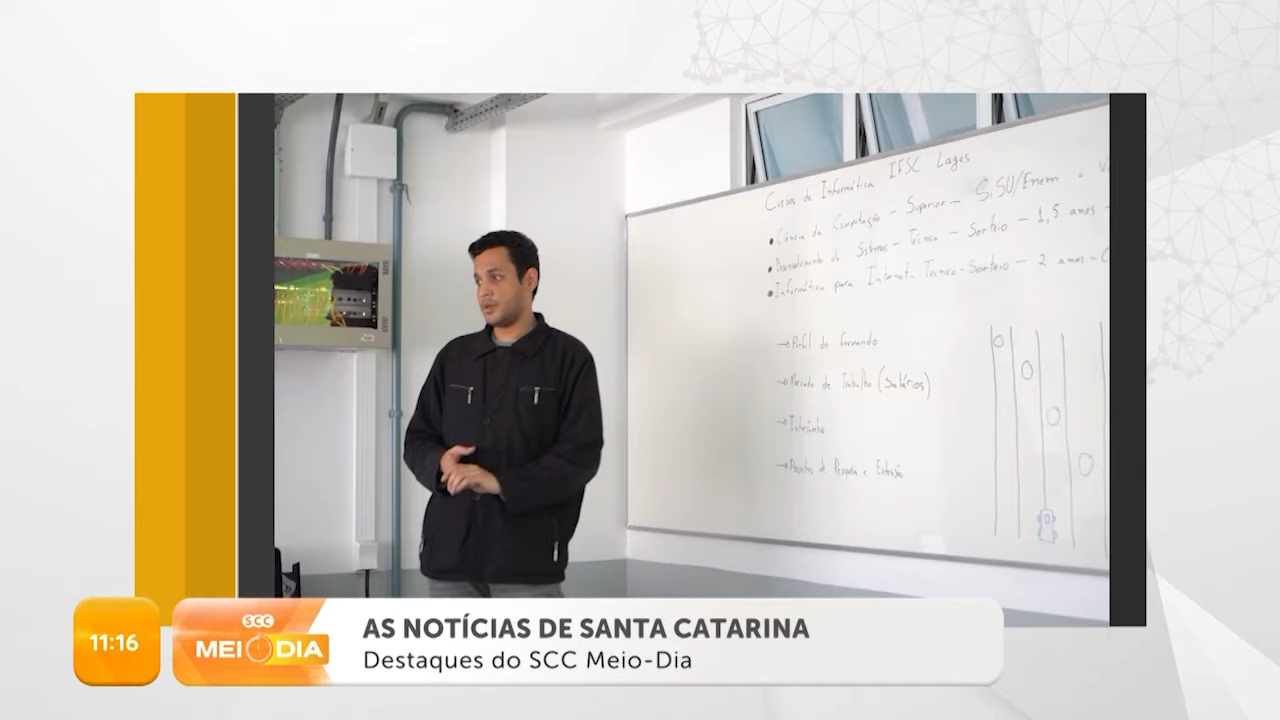 Cursos de Informática IFSC Lages
• Ciência da Computação – Superior – SiSU/Enem
• Desenvolvimento de Sistemas – Técnico – Sorteio – 1,5 anos –
• Informática para Internet – Técnico – Sorteio – 2 anos –
→ Perfil do formando
→ Mercado de Trabalho (salários)
→ Intercâmbio
→ Projetos de Pesquisa e Extensão
11:16
SCC
MEIO DIA
AS NOTÍCIAS DE SANTA CATARINA
Destaques do SCC Meio-Dia